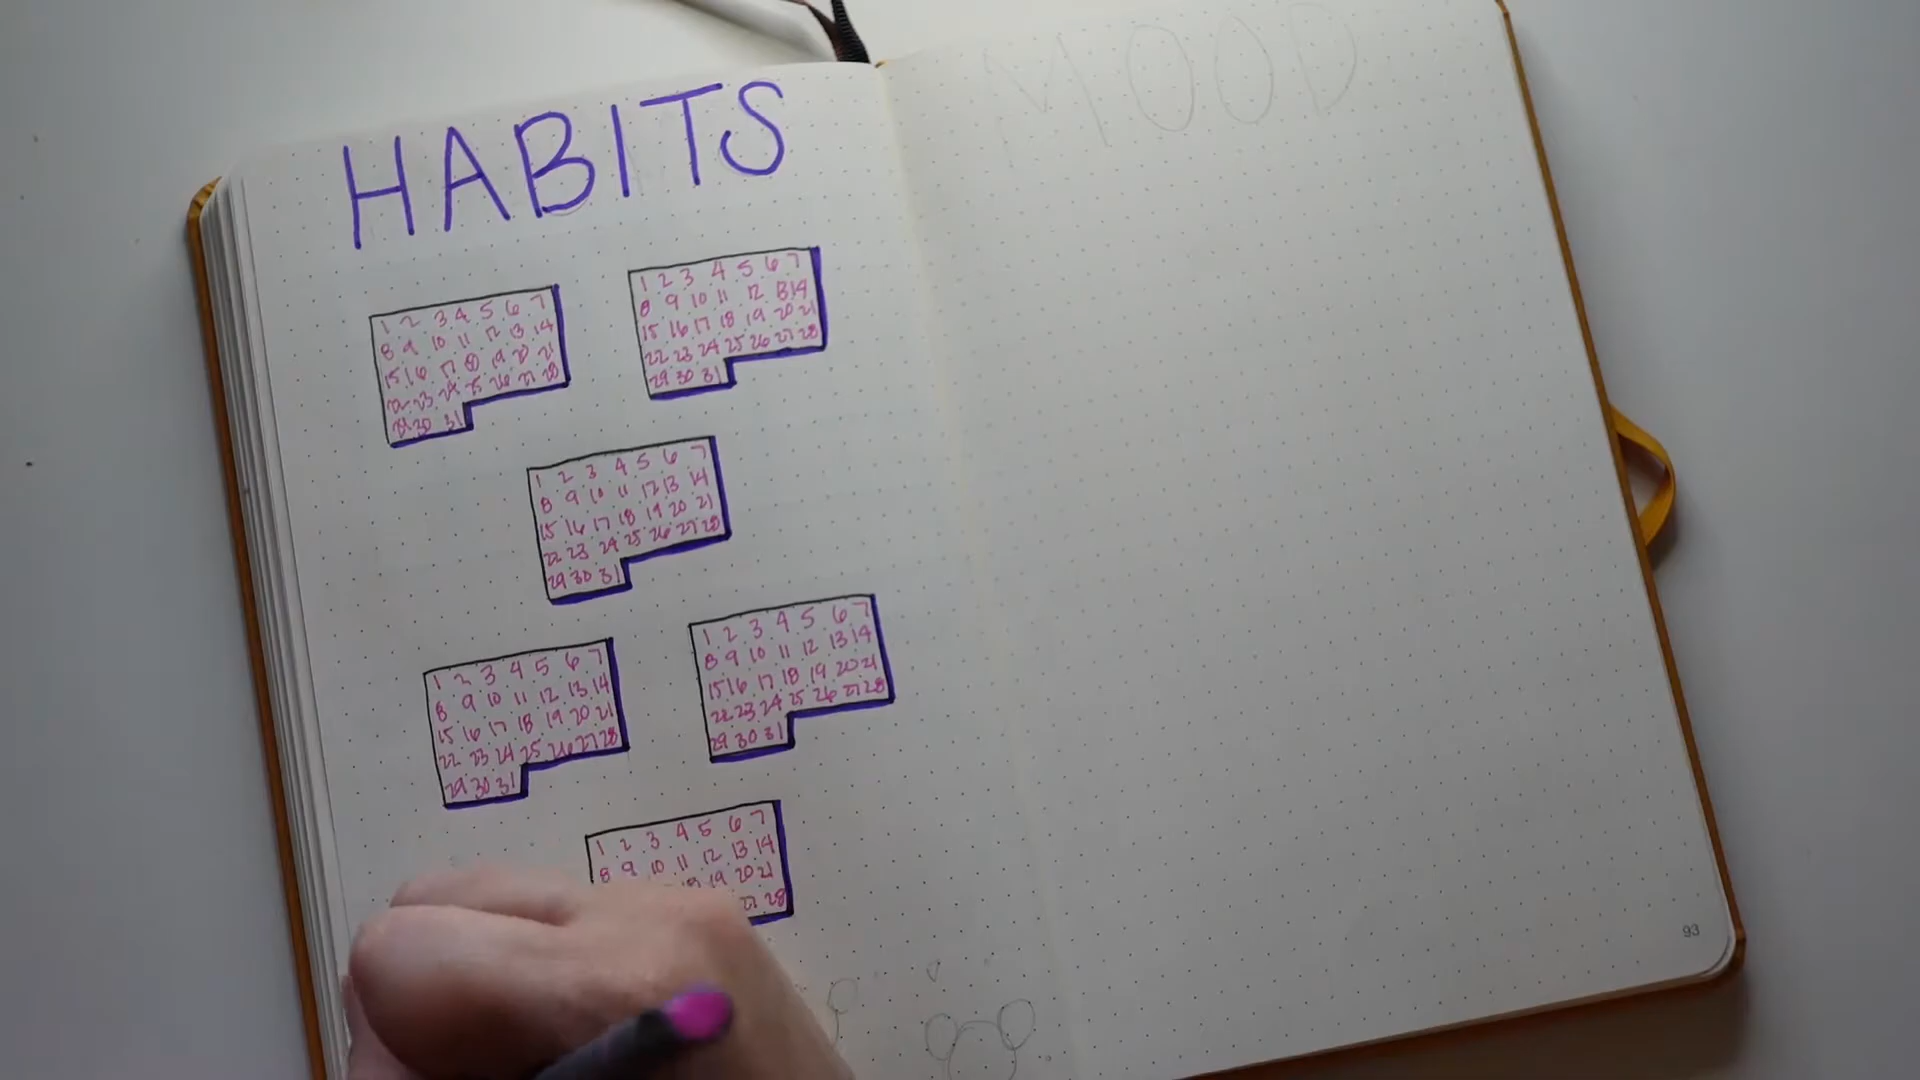 HABITS
MOOD
1 2 3 4 5 6 7
8 9 10 11 12 13 14
15 16 17 18 19 20 21
22 23 24 25 26 27 28
29 30 31
1 2 3 4 5 6 7
8 9 10 11 12 13 14
15 16 17 18 19 20 21
22 23 24 25 26 27 28
29 30 31
1 2 3 4 5 6 7
8 9 10 11 12 13 14
15 16 17 18 19 20 21
22 23 24 25 26 27 28
29 30 31
1 2 3 4 5 6 7
8 9 10 11 12 13 14
15 16 17 18 19 20 21
22 23 24 25 26 27 28
29 30 31
1 2 3 4 5 6 7
8 9 10 11 12 13 14
15 16 17 18 19 20 21
22 23 24 25 26 27 28
29 30 31
1 2 3 4 5 6 7
8 9 10 11 12 13 14
19 20 21
27 28
93